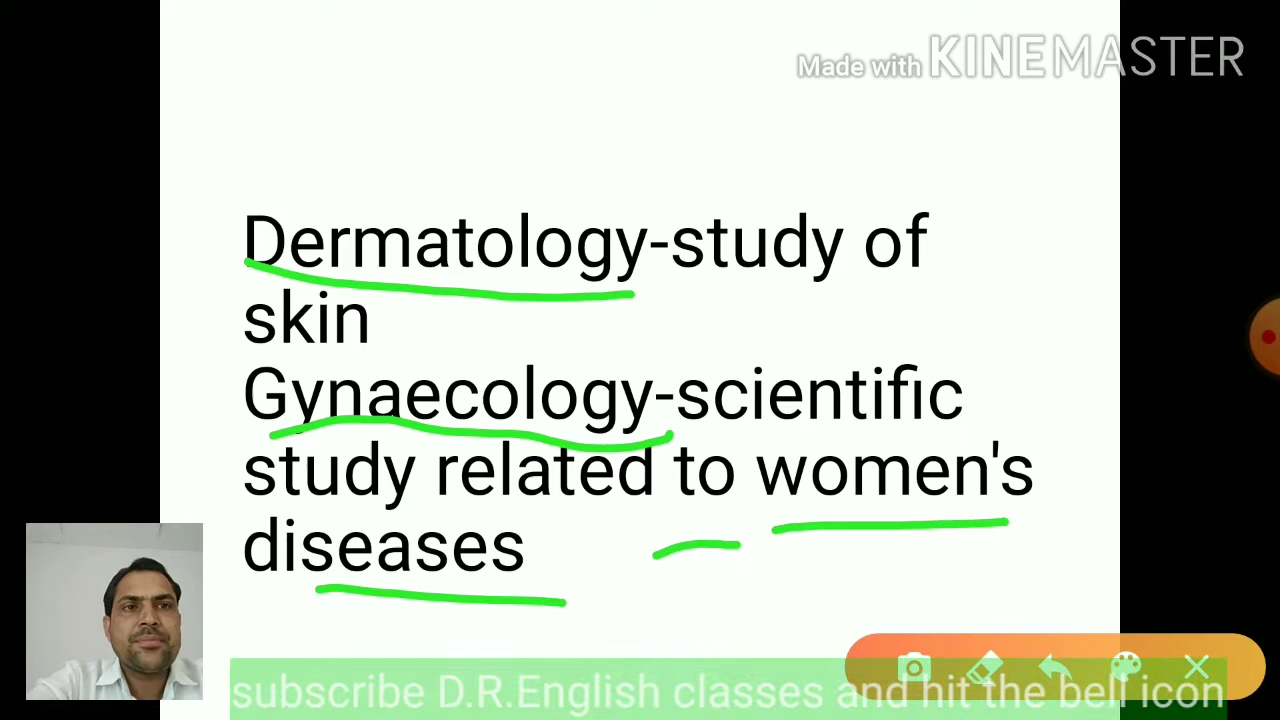 Made with KINEMASTER
Dermatology-study of
skin
Gynaecology-scientific
study related to women's
diseases
subscribe D.R.English classes and hit the bell icon